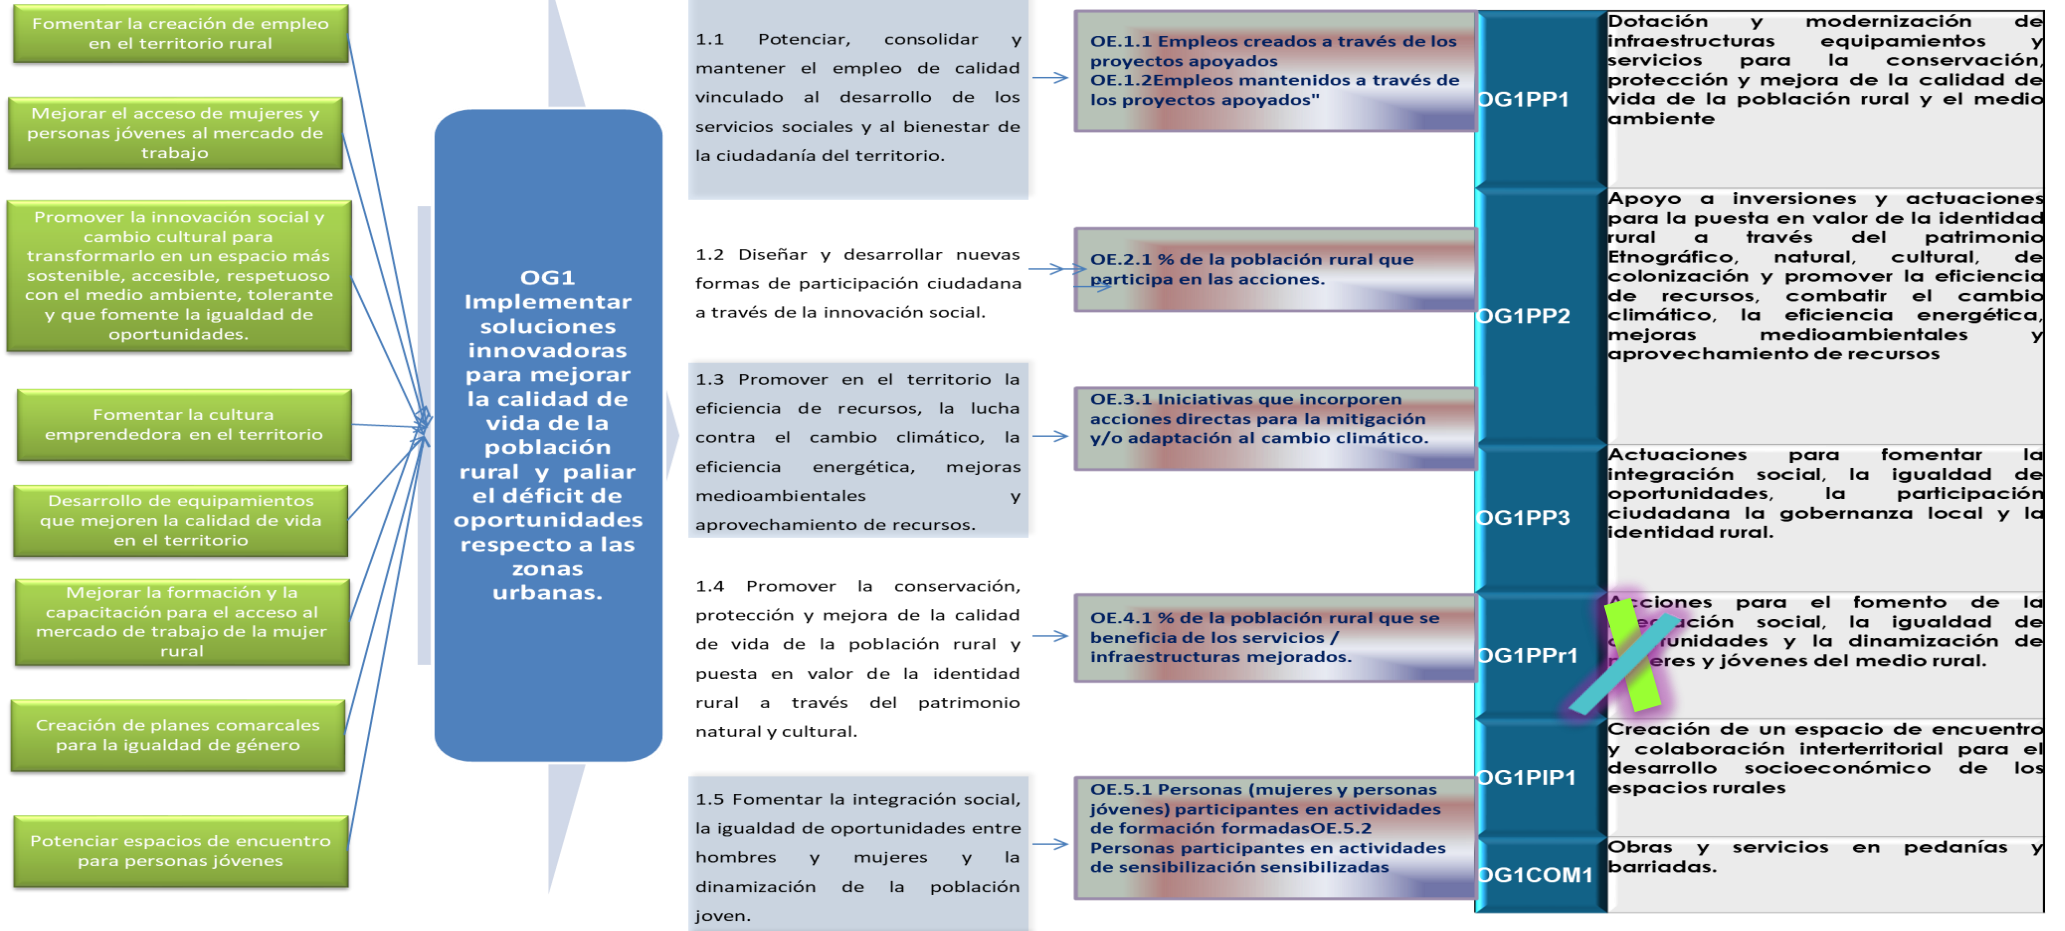 Fomentar la creación de empleo
en el territorio rural
Mejorar el acceso de mujeres y
personas jóvenes al mercado de
trabajo
Promover la innovación social y
cambio cultural para
transformarlo en un espacio más
sostenible, accesible, respetuoso
con el medio ambiente, tolerante
y que fomente la igualdad de
oportunidades.
Fomentar la cultura
emprendedora en el territorio
Desarrollo de equipamientos
que mejoren la calidad de vida
en el territorio
Mejorar la formación y la
capacitación para el acceso al
mercado de trabajo de la mujer
rural
Creación de planes comarcales
para la igualdad de género
Potenciar espacios de encuentro
para personas jóvenes
OG1
Implementar
soluciones
innovadoras
para mejorar
la calidad de
vida de la
población
rural y paliar
el déficit de
oportunidades
respecto a las
zonas
urbanas.
1.1 Potenciar, consolidar y
mantener el empleo de calidad
vinculado al desarrollo de los
servicios sociales y al bienestar de
la ciudadanía del territorio.
1.2 Diseñar y desarrollar nuevas
formas de participación ciudadana
a través de la innovación social.
1.3 Promover en el territorio la
eficiencia de recursos, la lucha
contra el cambio climático, la
eficiencia energética, mejoras
medioambientales y
aprovechamiento de recursos.
1.4 Promover la conservación,
protección y mejora de la calidad
de vida de la población rural y
puesta en valor de la identidad
rural a través del patrimonio
natural y cultural.
1.5 Fomentar la integración social,
la igualdad de oportunidades entre
hombres y mujeres y la
dinamización de la población
joven.
OE.1.1 Empleos creados a través de los
proyectos apoyados
OE.1.2Empleos mantenidos a través de
los proyectos apoyados"
OE.2.1 % de la población rural que
participa en las acciones.
OE.3.1 Iniciativas que incorporen
acciones directas para la mitigación
y/o adaptación al cambio climático.
OE.4.1 % de la población rural que se
beneficia de los servicios /
infraestructuras mejorados.
OE.5.1 Personas (mujeres y personas
jóvenes) participantes en actividades
de formación formadasOE.5.2
Personas participantes en actividades
de sensibilización sensibilizadas
OG1PP1
Dotación y modernización de
infraestructuras equipamientos y
servicios para la conservación,
protección y mejora de la calidad de
vida de la población rural y el medio
ambiente
OG1PP2
Apoyo a inversiones y actuaciones
para la puesta en valor de la identidad
rural a través del patrimonio
Etnográfico, natural, cultural, de
colonización y promover la eficiencia
de recursos, combatir el cambio
climático, la eficiencia energética,
mejoras medioambientales y
aprovechamiento de recursos
OG1PP3
Actuaciones para fomentar la
integración social, la igualdad de
oportunidades, la participación
ciudadana la gobernanza local y la
identidad rural.
OG1PPr1
Acciones para el fomento de la
social, la igualdad de
y la dinamización de
y jóvenes del medio rural.
OG1PIP1
Creación de un espacio de encuentro
y colaboración interterritorial para el
desarrollo socioeconómico de los
espacios rurales
OG1COM1
Obras y servicios en pedanías y
barriadas.